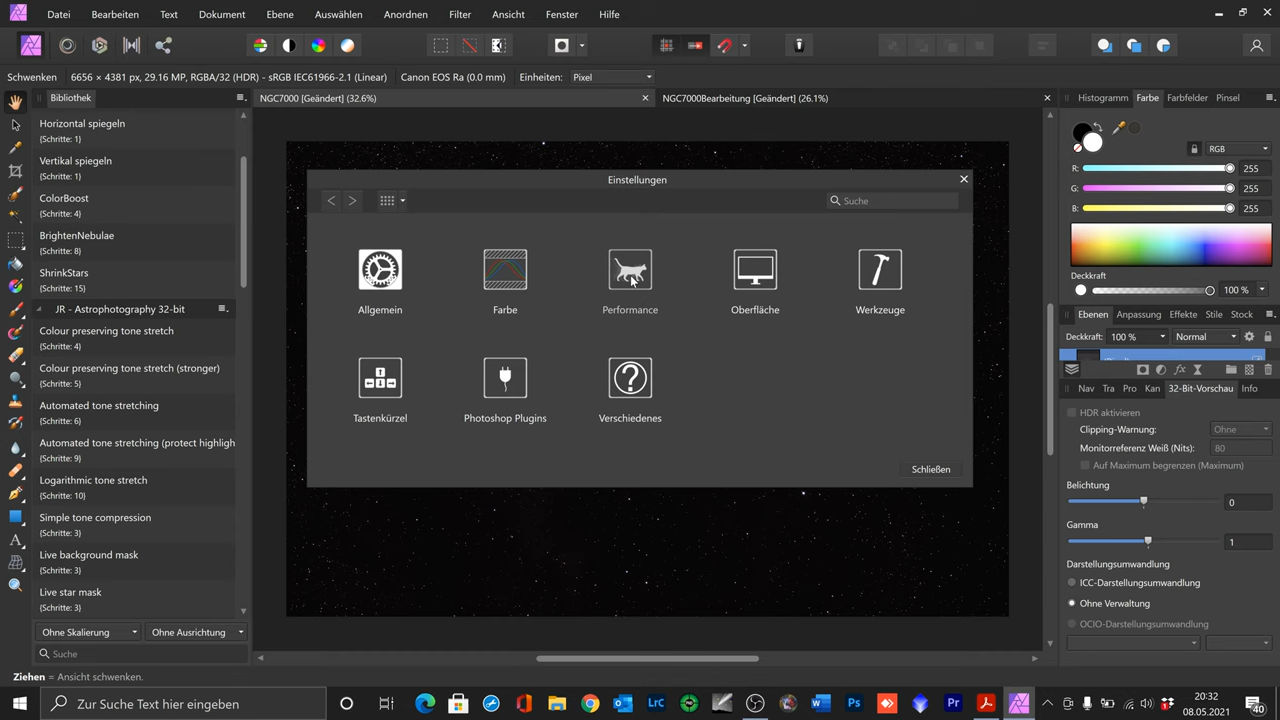 Datei Bearbeiten Text Dokument Ebene Auswählen Anordnen Filter Ansicht Fenster Hilfe
Schwenken 6656 × 4381 px, 29.16 MP, RGBA/32 (HDR) - sRGB IEC61966-2.1 (Linear) Canon EOS Ra (0.0 mm) Einheiten: Pixel
Bibliothek
NGC7000 [Geändert] (32.6%)
NGC7000Bearbeitung [Geändert] (26.1%)
Histogramm Farbe Farbfelder Pinsel
Horizontal spiegeln
(Schritte: 1)
Vertikal spiegeln
(Schritte: 1)
ColorBoost
(Schritte: 4)
BrightenNebulae
(Schritte: 8)
ShrinkStars
(Schritte: 15)
JR - Astrophotography 32-bit
Colour preserving tone stretch
(Schritte: 4)
Colour preserving tone stretch (stronger)
(Schritte: 5)
Automated tone stretching
(Schritte: 6)
Automated tone stretching (protect highligh
(Schritte: 9)
Logarithmic tone stretch
(Schritte: 10)
Simple tone compression
(Schritte: 3)
Live background mask
(Schritte: 3)
Live star mask
(Schritte: 3)
Ohne Skalierung Ohne Ausrichtung
Suche
Einstellungen
Suche
Allgemein Farbe Performance Oberfläche Werkzeuge
Tastenkürzel Photoshop Plugins Verschiedenes
Schließen
RGB
R: 255
G: 255
B: 255
Deckkraft
100 %
Ebenen Anpassung Effekte Stile Stock
Deckkraft: 100 % Normal
Nav Tra Pro Kan 32-Bit-Vorschau Info
HDR aktivieren
Clipping-Warnung: Ohne
Monitorreferenz Weiß (Nits): 80
Auf Maximum begrenzen (Maximum)
Belichtung
0
Gamma
1
Darstellungsumwandlung
ICC-Darstellungsumwandlung
Ohne Verwaltung
OCIO-Darstellungsumwandlung
Ziehen = Ansicht schwenken.
Zur Suche Text hier eingeben
LrC
Ps
Pr
20:32
08.05.2021
40